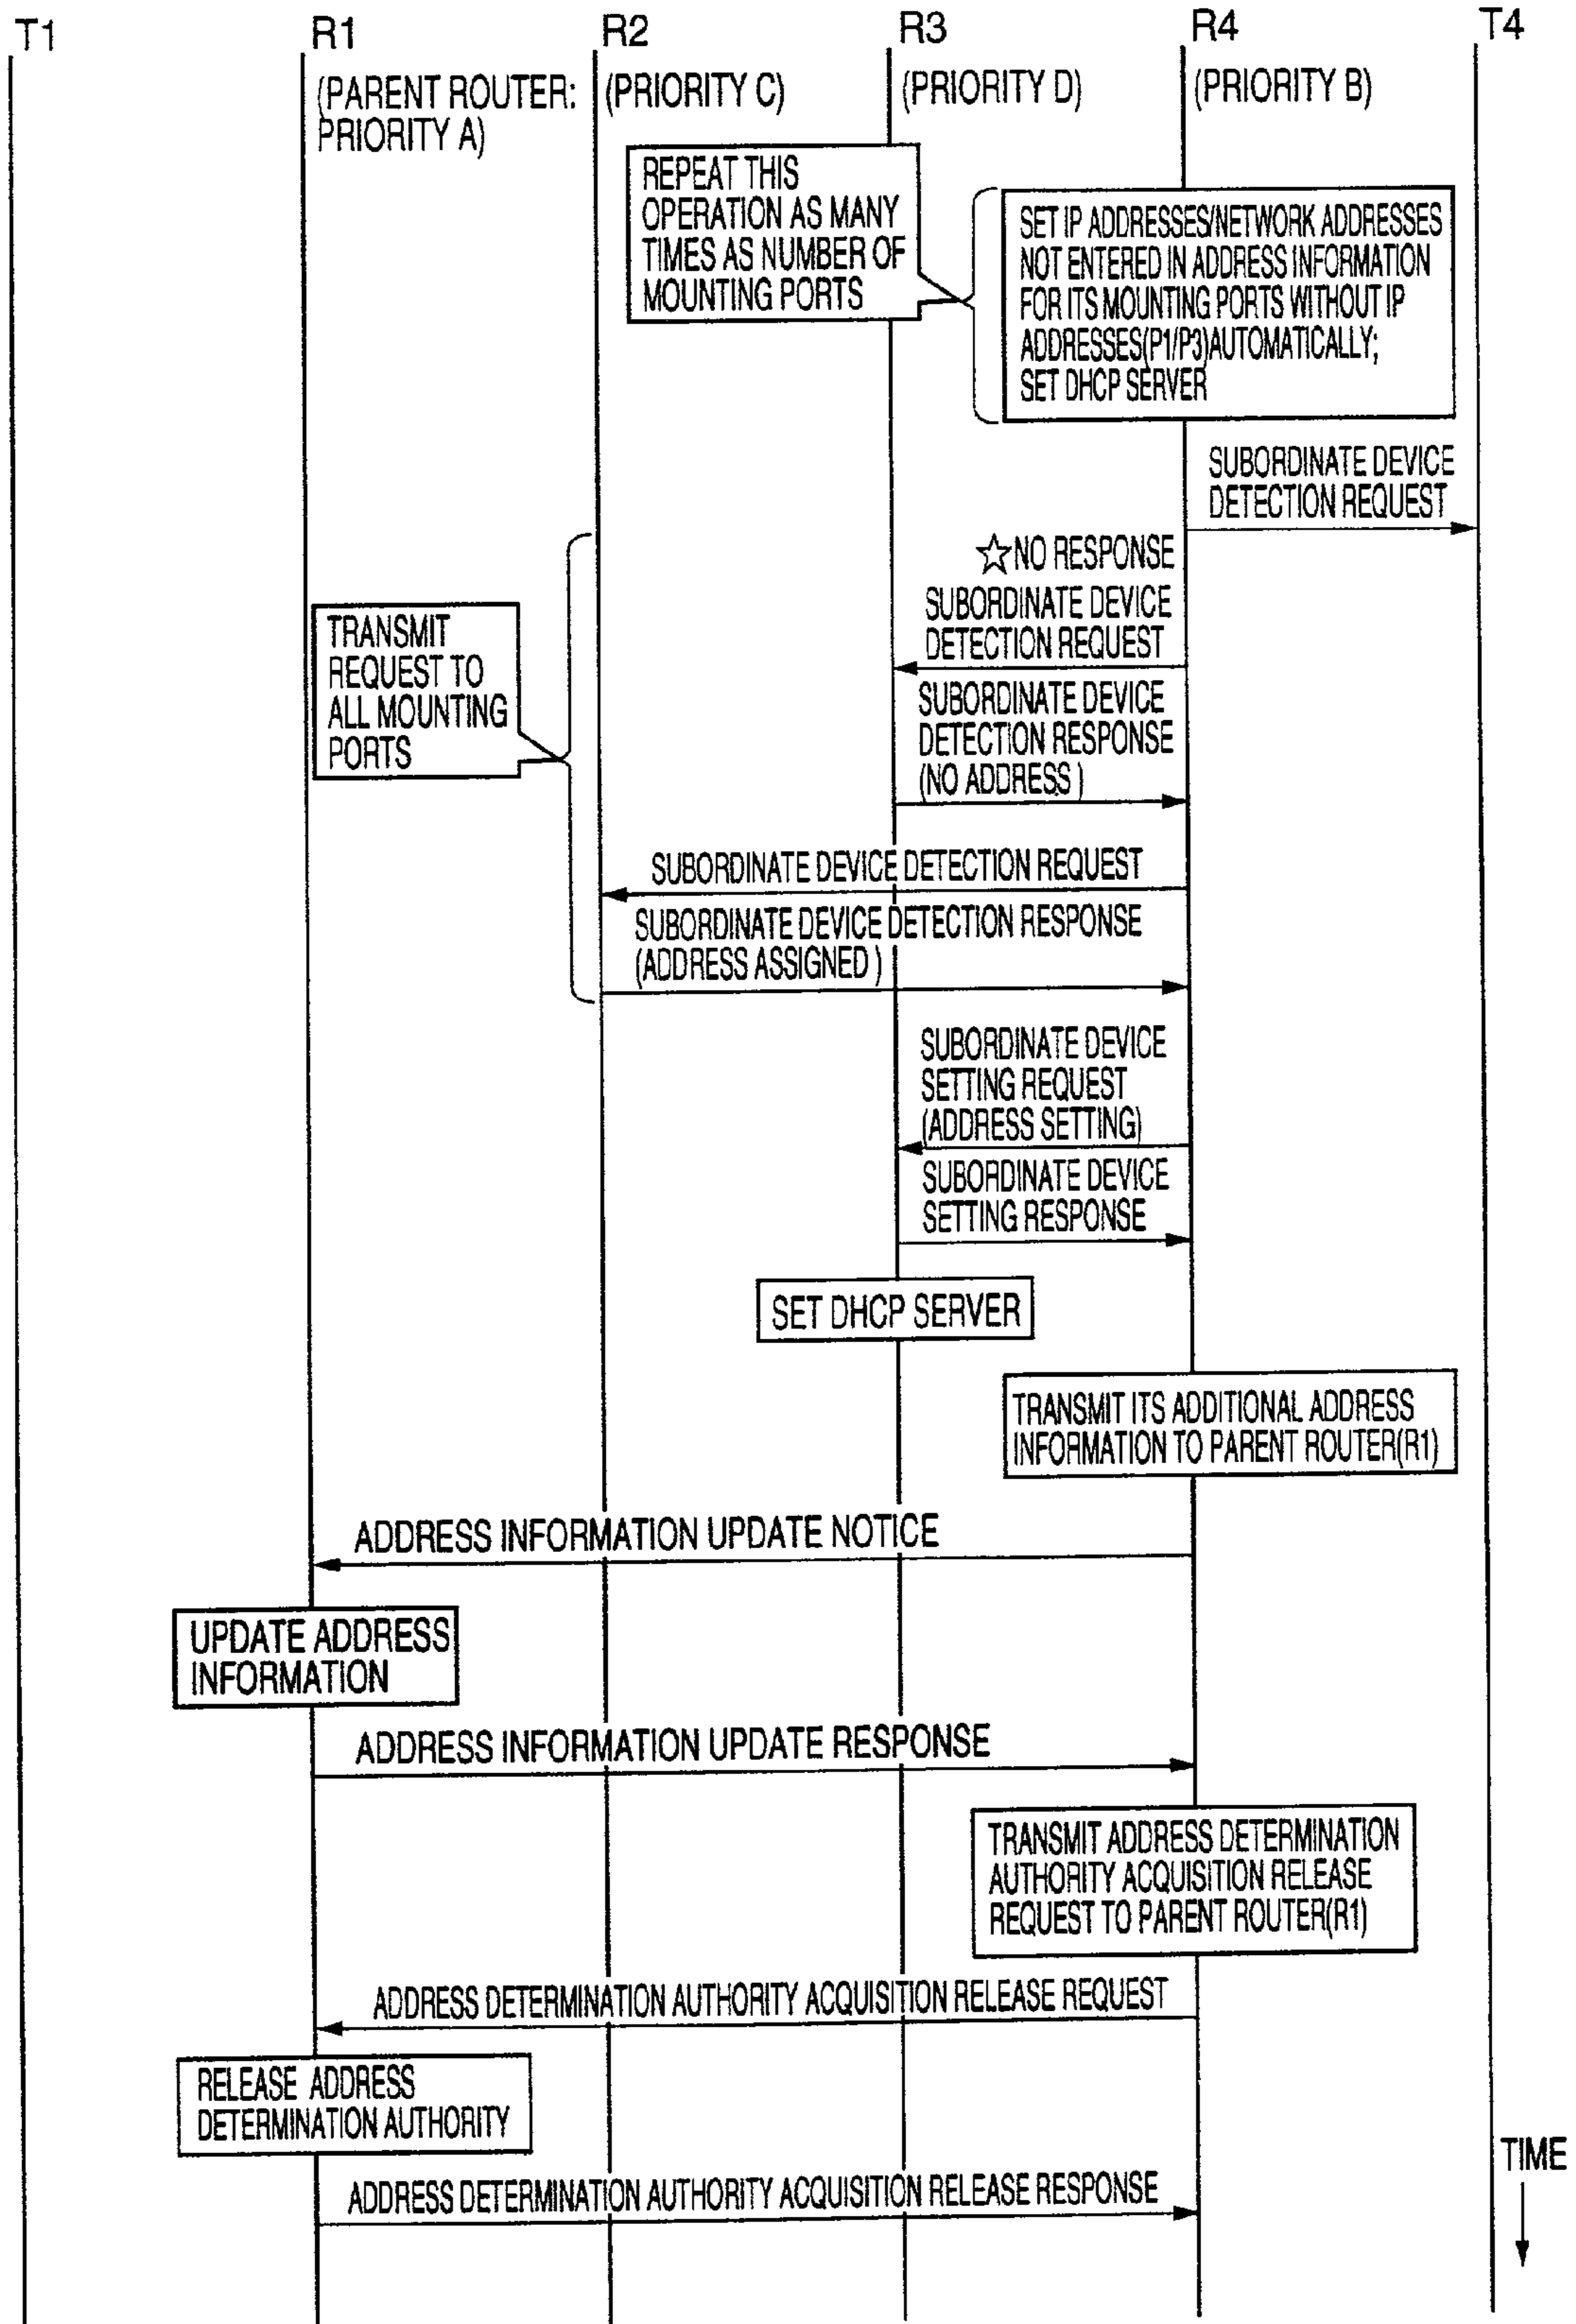 T1
R1
R2
R3
R4
T4
(PARENT ROUTER:
PRIORITY A)
(PRIORITY C)
(PRIORITY D)
(PRIORITY B)
REPEAT THIS
OPERATION AS MANY
TIMES AS NUMBER OF
MOUNTING PORTS
SET IP ADDRESSES/NETWORK ADDRESSES
NOT ENTERED IN ADDRESS INFORMATION
FOR ITS MOUNTING PORTS WITHOUT IP
ADDRESSES(P1/P3)AUTOMATICALLY;
SET DHCP SERVER
SUBORDINATE DEVICE
DETECTION REQUEST
☆NO RESPONSE
SUBORDINATE DEVICE
DETECTION REQUEST
TRANSMIT
REQUEST TO
ALL MOUNTING
PORTS
SUBORDINATE DEVICE
DETECTION RESPONSE
(NO ADDRESS)
SUBORDINATE DEVICE DETECTION REQUEST
SUBORDINATE DEVICE DETECTION RESPONSE
(ADDRESS ASSIGNED)
SUBORDINATE DEVICE
SETTING REQUEST
(ADDRESS SETTING)
SUBORDINATE DEVICE
SETTING RESPONSE
SET DHCP SERVER
TRANSMIT ITS ADDITIONAL ADDRESS
INFORMATION TO PARENT ROUTER(R1)
ADDRESS INFORMATION UPDATE NOTICE
UPDATE ADDRESS
INFORMATION
ADDRESS INFORMATION UPDATE RESPONSE
TRANSMIT ADDRESS DETERMINATION
AUTHORITY ACQUISITION RELEASE
REQUEST TO PARENT ROUTER(R1)
ADDRESS DETERMINATION AUTHORITY ACQUISITION RELEASE REQUEST
RELEASE ADDRESS
DETERMINATION AUTHORITY
TIME
ADDRESS DETERMINATION AUTHORITY ACQUISITION RELEASE RESPONSE